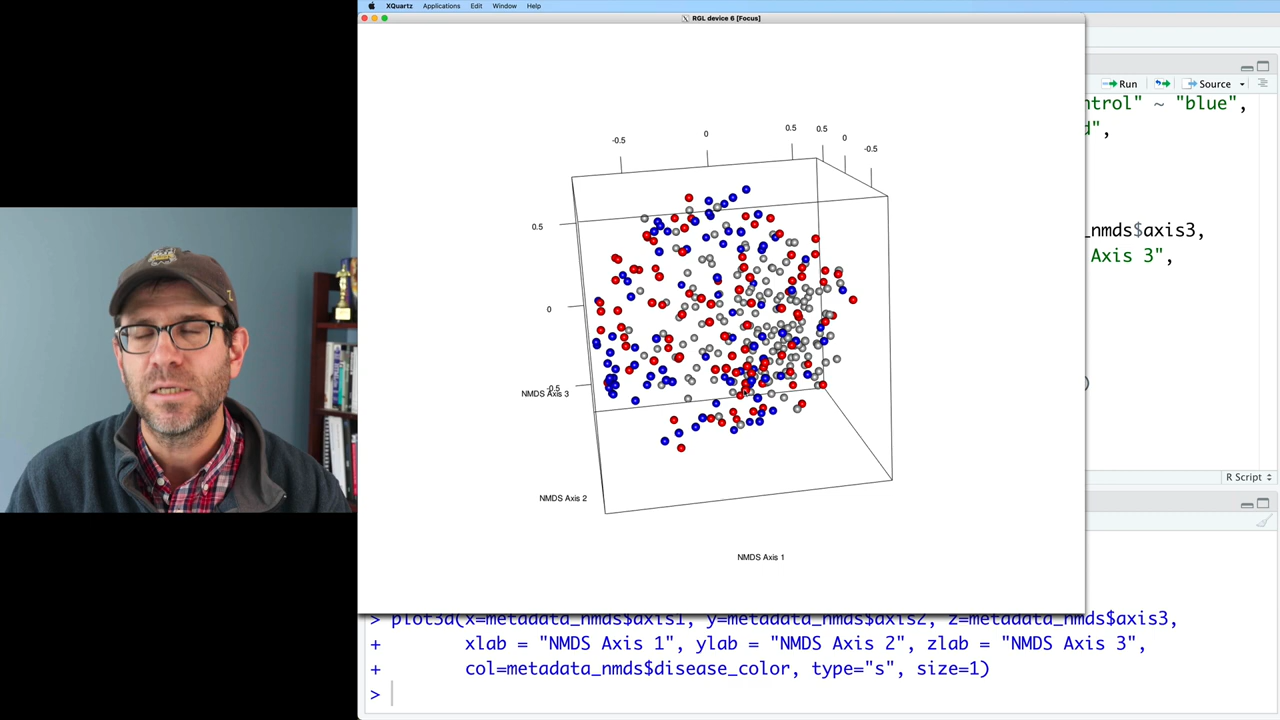 XQuartz Applications Edit Window Help
RGL device 6 [Focus]
Run Source
ntrol" ~ "blue",
d",
_nmds$axis3,
Axis 3",
)
R Script
-0.5 0 0.5 0.5 0 -0.5
0.5
0
-0.5
NMDS Axis 3
NMDS Axis 2
NMDS Axis 1
> plot3d(x=metadata_nmds$axis1, y=metadata_nmds$axis2, z=metadata_nmds$axis3,
+ xlab = "NMDS Axis 1", ylab = "NMDS Axis 2", zlab = "NMDS Axis 3",
+ col=metadata_nmds$disease_color, type="s", size=1)
>